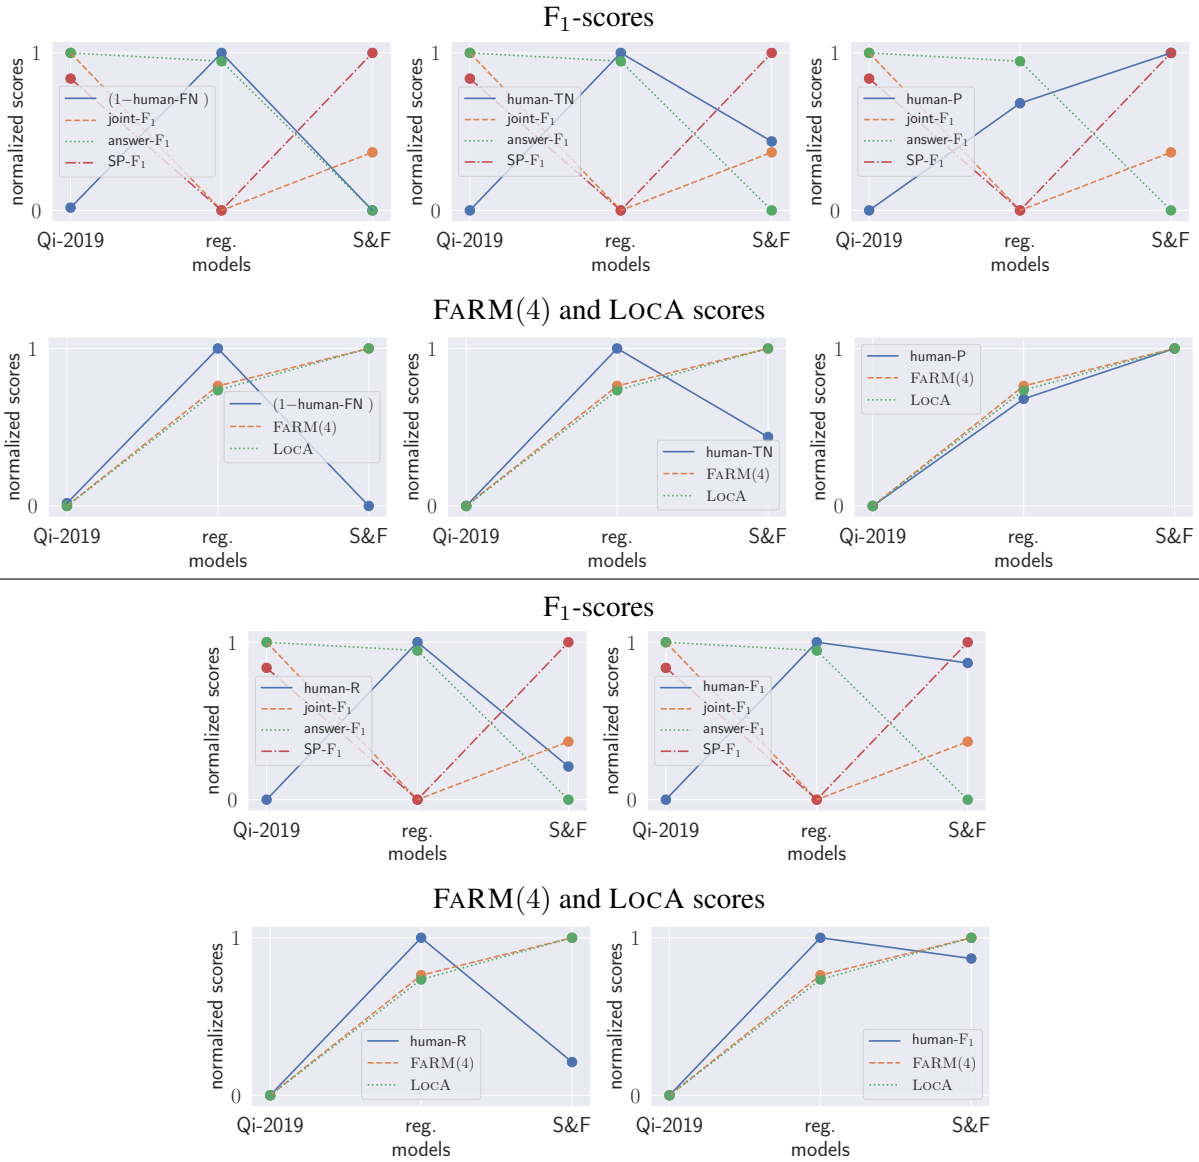 F1-scores
normalized scores
1
0
(1−human-FN )
joint-F1
answer-F1
SP-F1
Qi-2019 reg. S&F
models
normalized scores
1
0
human-TN
joint-F1
answer-F1
SP-F1
Qi-2019 reg. S&F
models
normalized scores
1
0
human-P
joint-F1
answer-F1
SP-F1
Qi-2019 reg. S&F
models
FARM(4) and LOCA scores
normalized scores
1
0
(1−human-FN )
FARM(4)
LOCA
Qi-2019 reg. S&F
models
normalized scores
1
0
human-TN
FARM(4)
LOCA
Qi-2019 reg. S&F
models
normalized scores
1
0
human-P
FARM(4)
LOCA
Qi-2019 reg. S&F
models
F1-scores
normalized scores
1
0
human-R
joint-F1
answer-F1
SP-F1
Qi-2019 reg. S&F
models
normalized scores
1
0
human-F1
joint-F1
answer-F1
SP-F1
Qi-2019 reg. S&F
models
FARM(4) and LOCA scores
normalized scores
1
0
human-R
FARM(4)
LOCA
Qi-2019 reg. S&F
models
normalized scores
1
0
human-F1
FARM(4)
LOCA
Qi-2019 reg. S&F
models